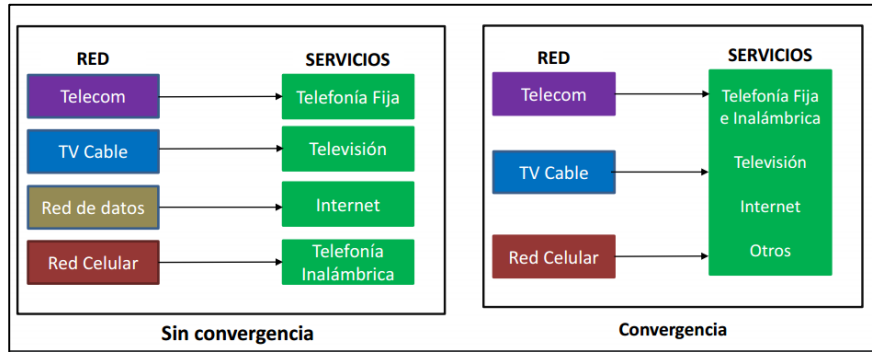 RED
SERVICIOS
Telecom
Telefonía Fija
TV Cable
Televisión
Red de datos
Internet
Red Celular
Telefonía
Inalámbrica
Sin convergencia
RED
SERVICIOS
Telecom
TV Cable
Red Celular
Telefonía Fija
e Inalámbrica
Televisión
Internet
Otros
Convergencia